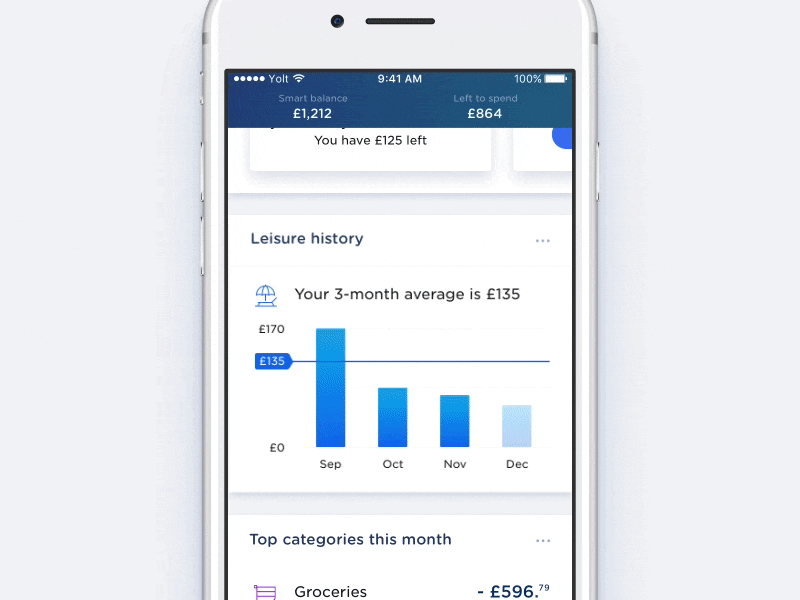 Yolt 9:41 AM 100%
Smart balance Left to spend
£1,212 £864
You have £125 left
Leisure history
Your 3-month average is £135
£170
£135
£0
Sep Oct Nov Dec
Top categories this month
Groceries - £596.79